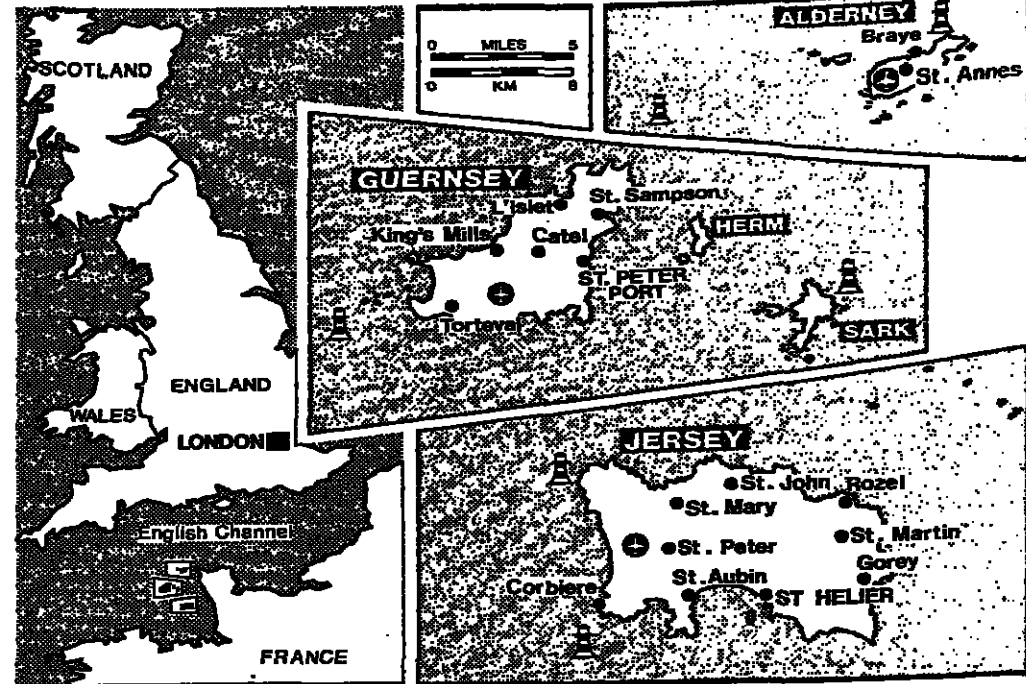 SCOTLAND
ENGLAND
WALES
LONDON
English Channel
FRANCE
0 MILES 5
0 KM 8
ALDERNEY
Braye
St. Annes
GUERNSEY
L'Islet
St. Sampson
King's Mills
Catel
HERM
ST. PETER
PORT
Torteval
SARK
JERSEY
St. John
Rozel
St. Mary
St. Martin
St. Peter
Gorey
St. Aubin
Corbiere
ST HELIER